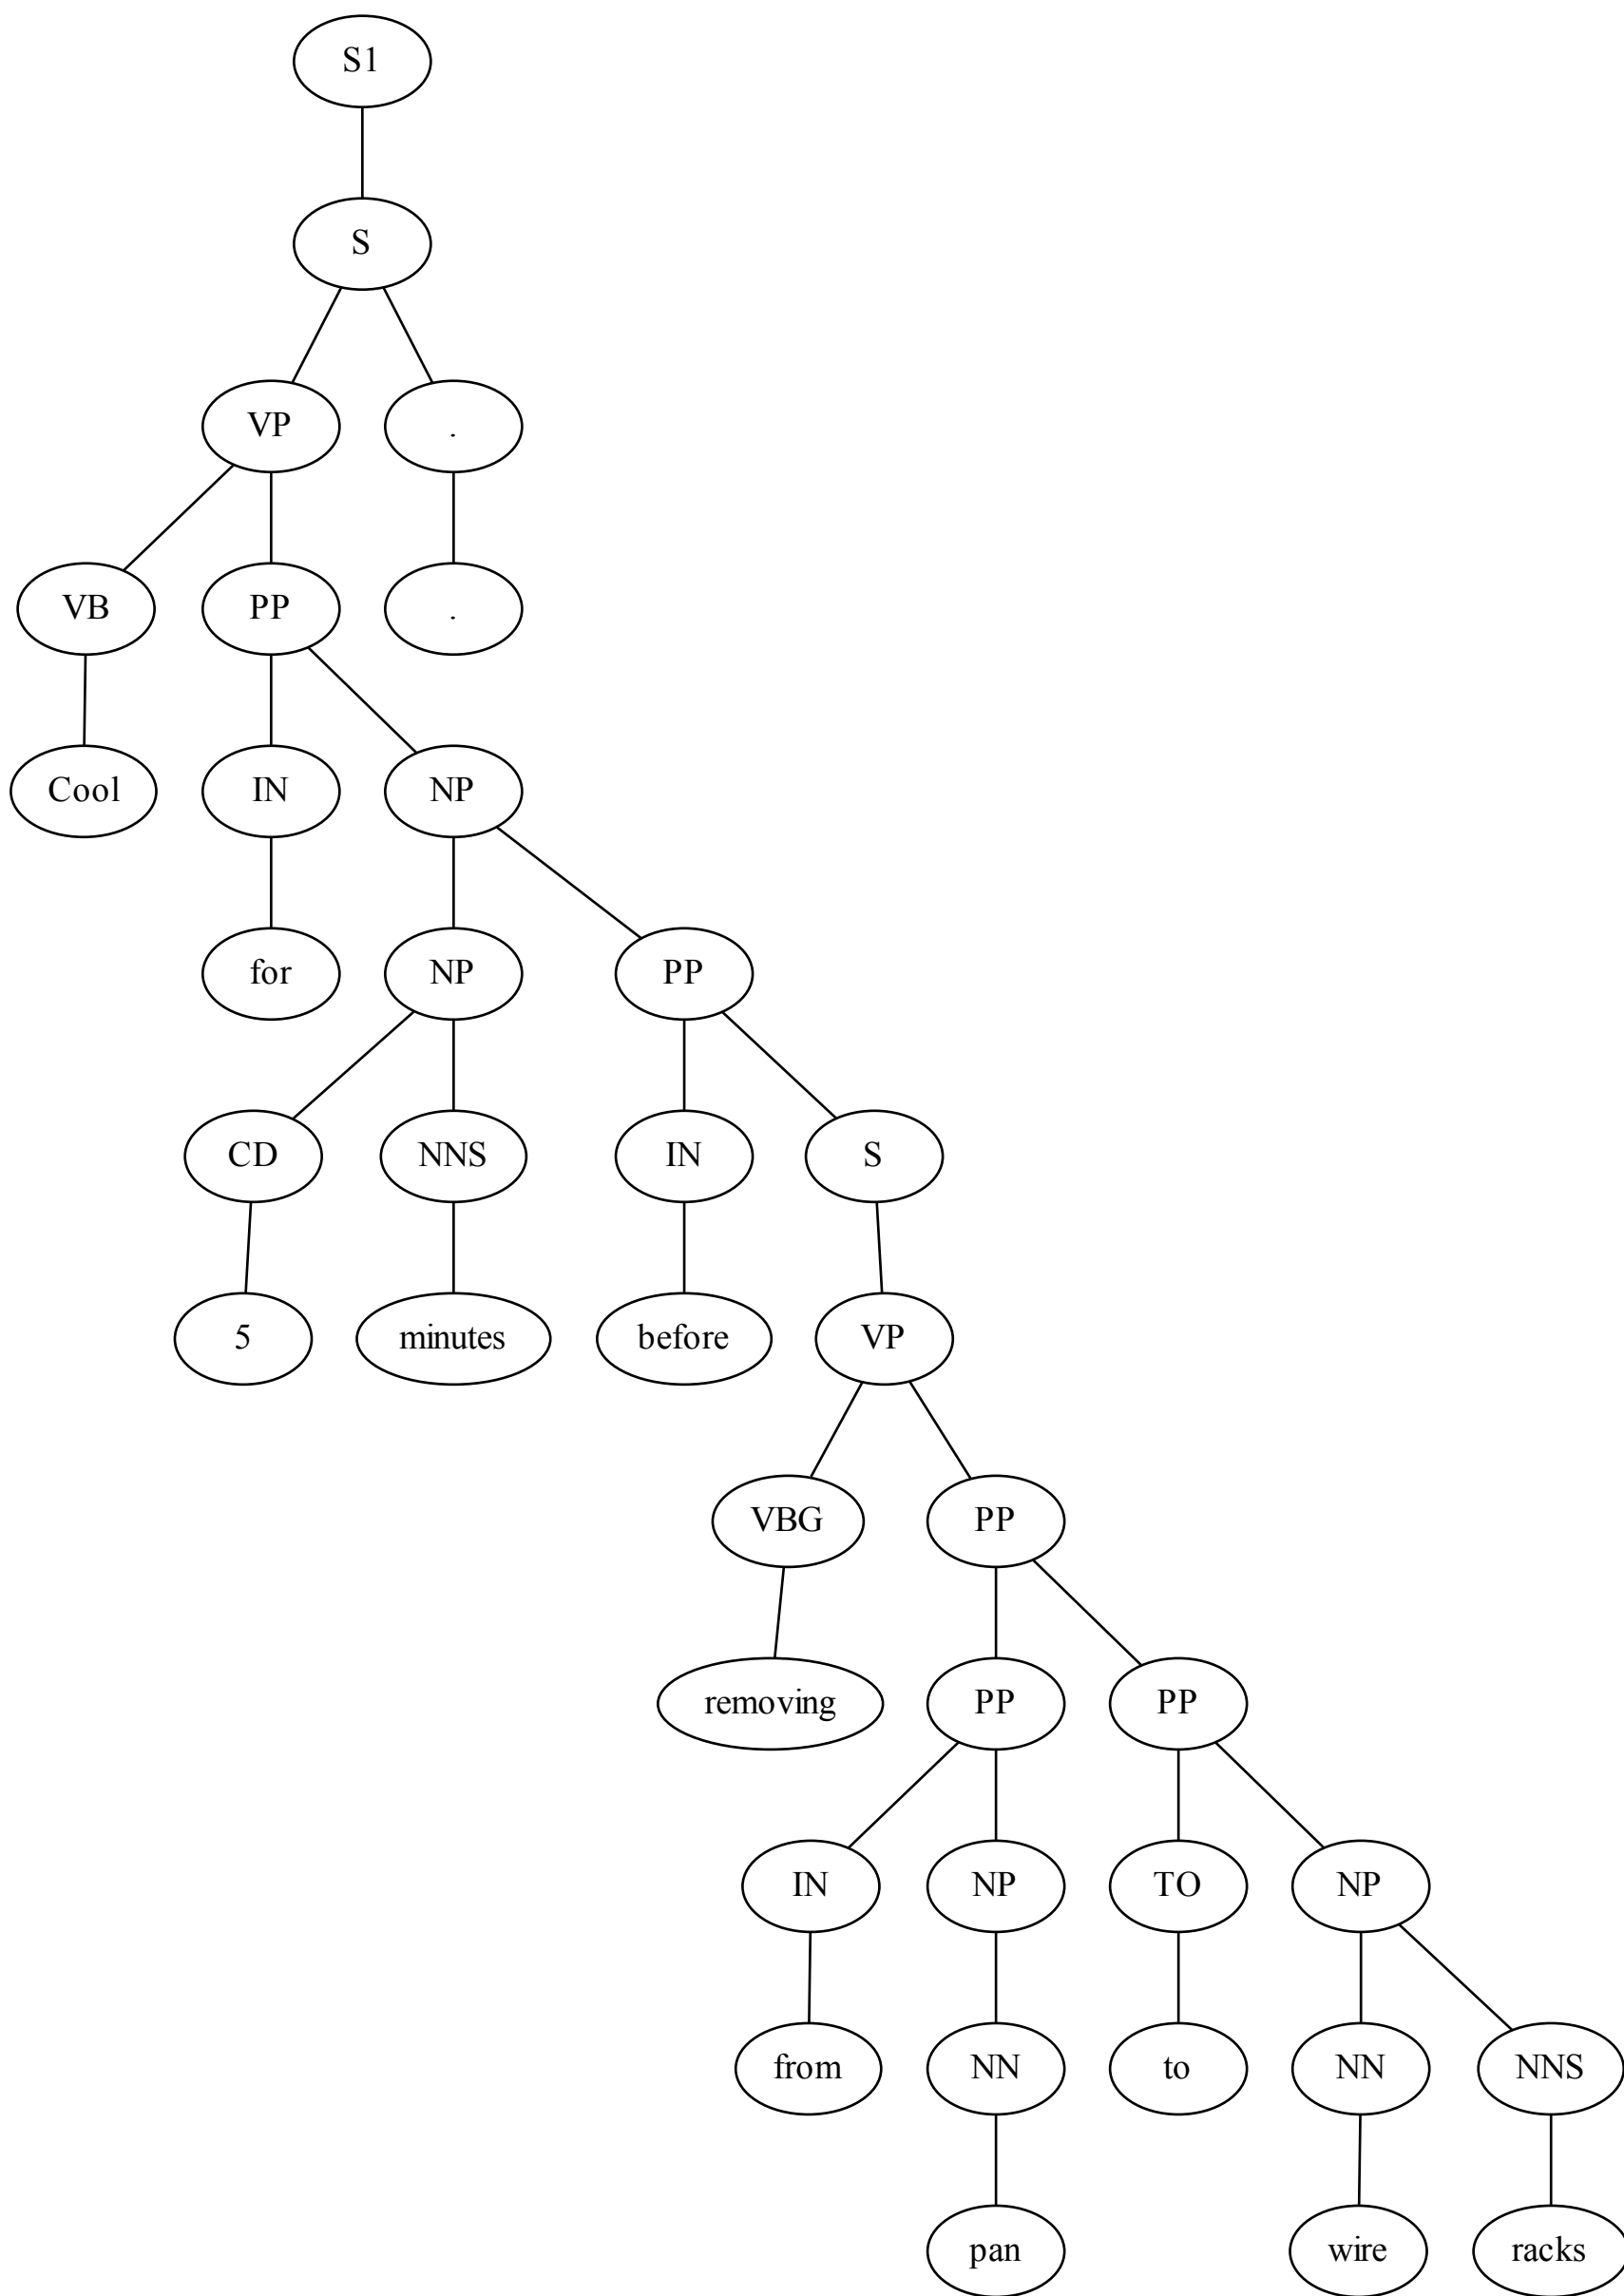 S1
S
VP .
VB PP .
Cool IN NP
for NP PP
CD NNS IN S
5 minutes before VP
VBG PP
removing PP PP
IN NP TO NP
from NN to NN NNS
pan wire racks